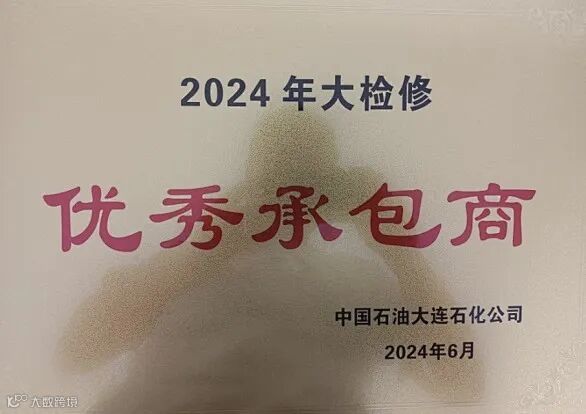 2024年大检修
优秀承包商
中国石油大连石化公司
2024年6月
大数跨境